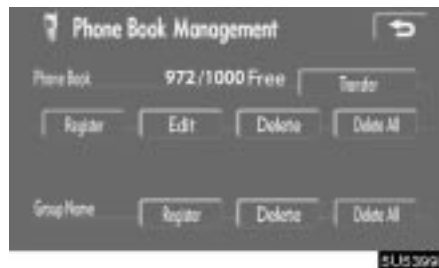 Phone Book Management
Phone Book 972/1000 Free Transfer
Register Edit Delete Delete All
Group Name Register Delete Delete All
5U5399